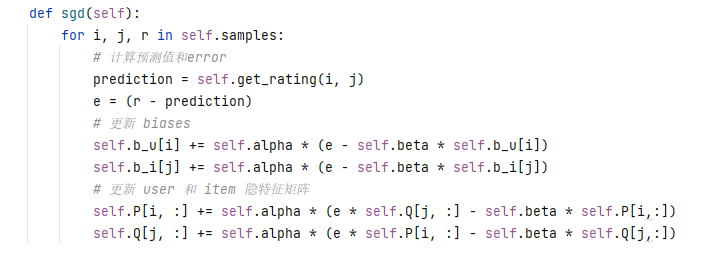 def sgd(self):
    for i, j, r in self.samples:
        # 计算预测值和error
        prediction = self.get_rating(i, j)
        e = (r - prediction)
        # 更新 biases
        self.b_u[i] += self.alpha * (e - self.beta * self.b_u[i])
        self.b_i[j] += self.alpha * (e - self.beta * self.b_i[j])
        # 更新 user 和 item 隐特征矩阵
        self.P[i, :] += self.alpha * (e * self.Q[j, :] - self.beta * self.P[i,:])
        self.Q[j, :] += self.alpha * (e * self.P[i, :] - self.beta * self.Q[j,:])